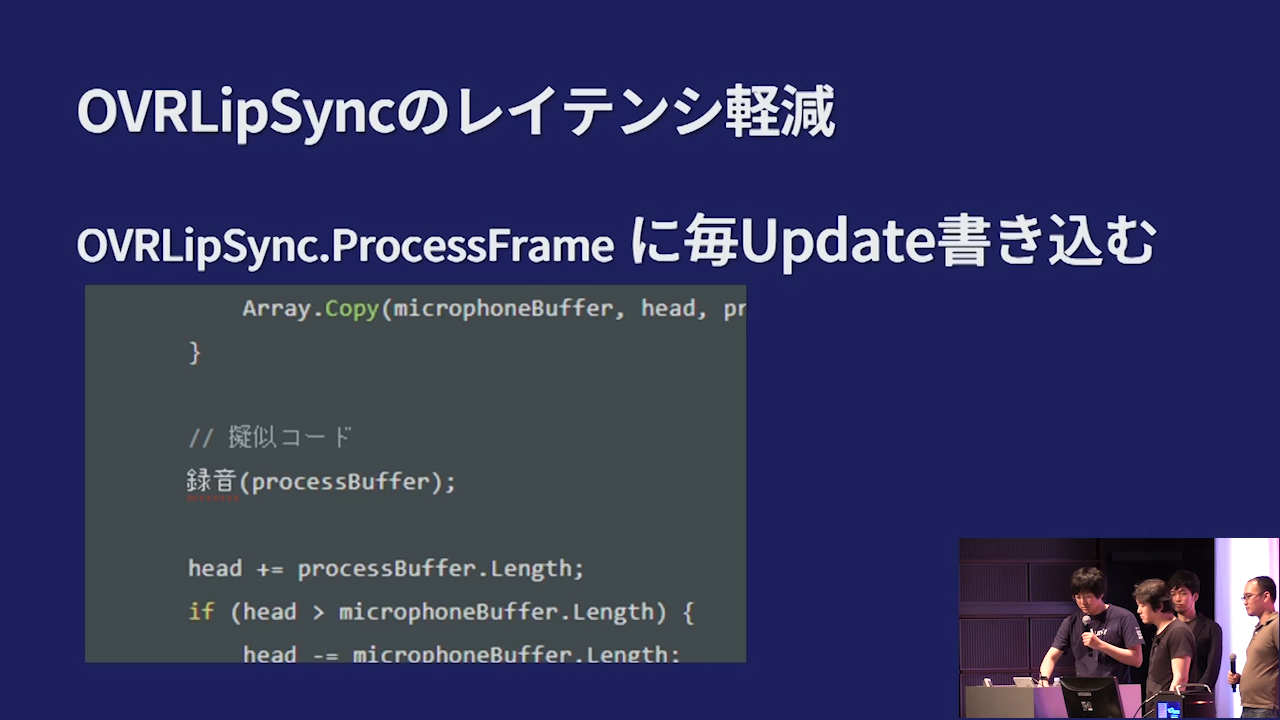 OVRLipSyncのレイテンシ軽減
OVRLipSync.ProcessFrame に毎Update書き込む
Array.Copy(microphoneBuffer, head, pr
}
// 擬似コード
録音(processBuffer);
head += processBuffer.Length;
if (head > microphoneBuffer.Length) {
head -= microphoneBuffer.Length;